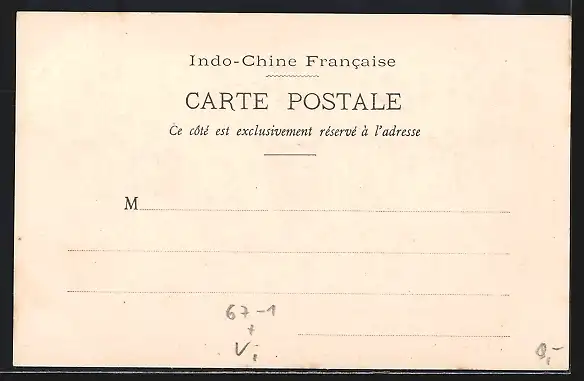 Indo-Chine Française
CARTE POSTALE
Ce côté est exclusivement réservé à l'adresse
M
67-1
+
V,-